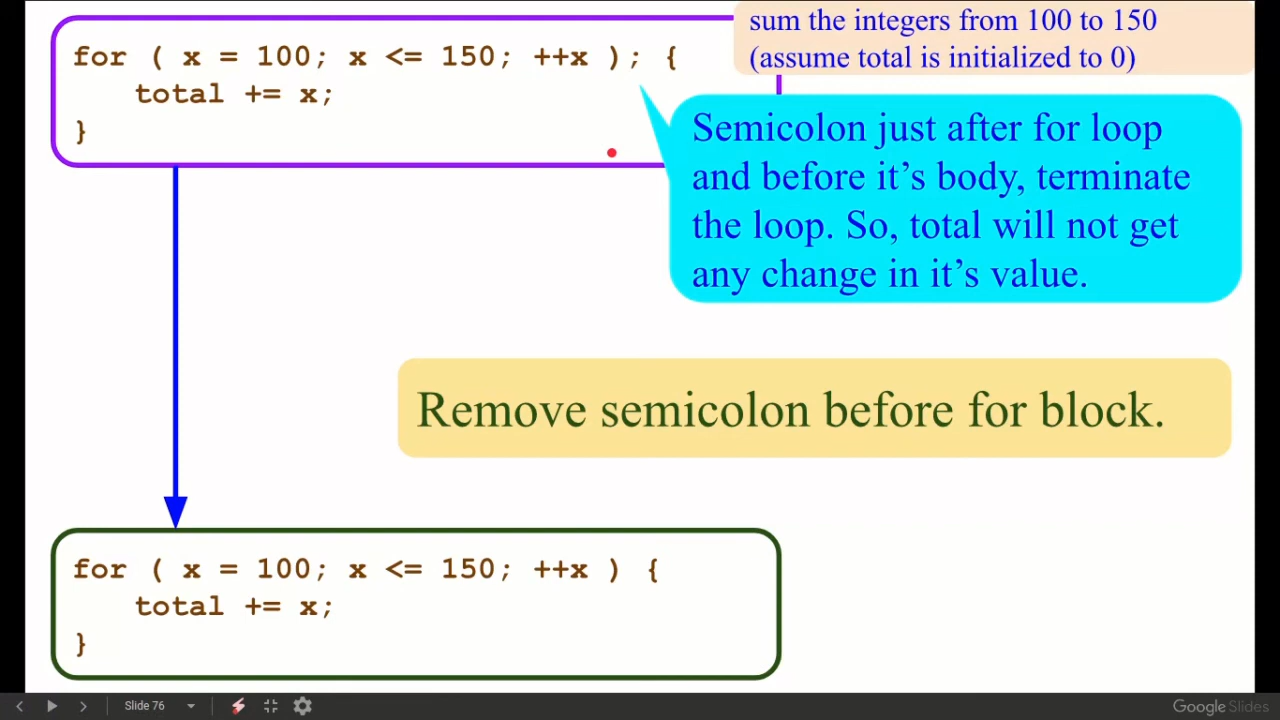 for ( x = 100; x <= 150; ++x ); {
total += x;
}
sum the integers from 100 to 150
(assume total is initialized to 0)
Semicolon just after for loop
and before it’s body, terminate
the loop. So, total will not get
any change in it’s value.
Remove semicolon before for block.
for ( x = 100; x <= 150; ++x ) {
total += x;
}
Slide 76
Google Slides